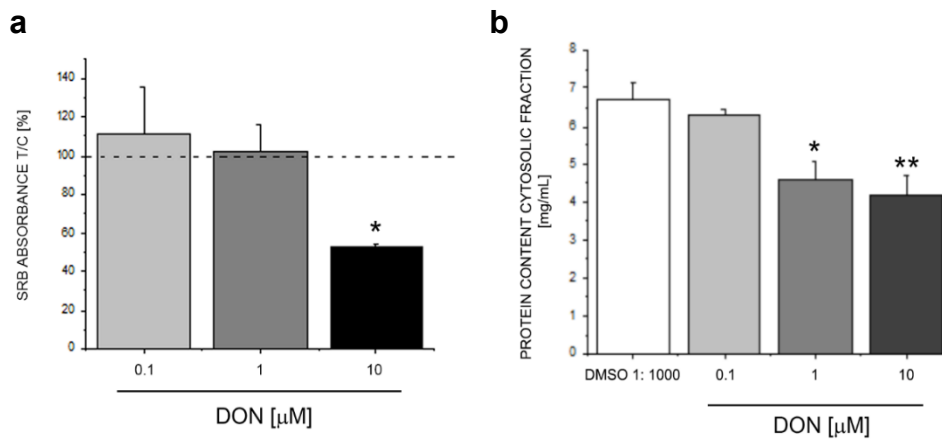 a
SRB ABSORBANCE T/C [%]
140
120
100
80
60
40
20
0
*
0.1 1 10
DON [µM]
b
PROTEIN CONTENT CYTOSOLIC FRACTION
[mg/mL]
8
7
6
5
4
3
2
1
0
*
**
DMSO 1: 1000 0.1 1 10
DON [µM]